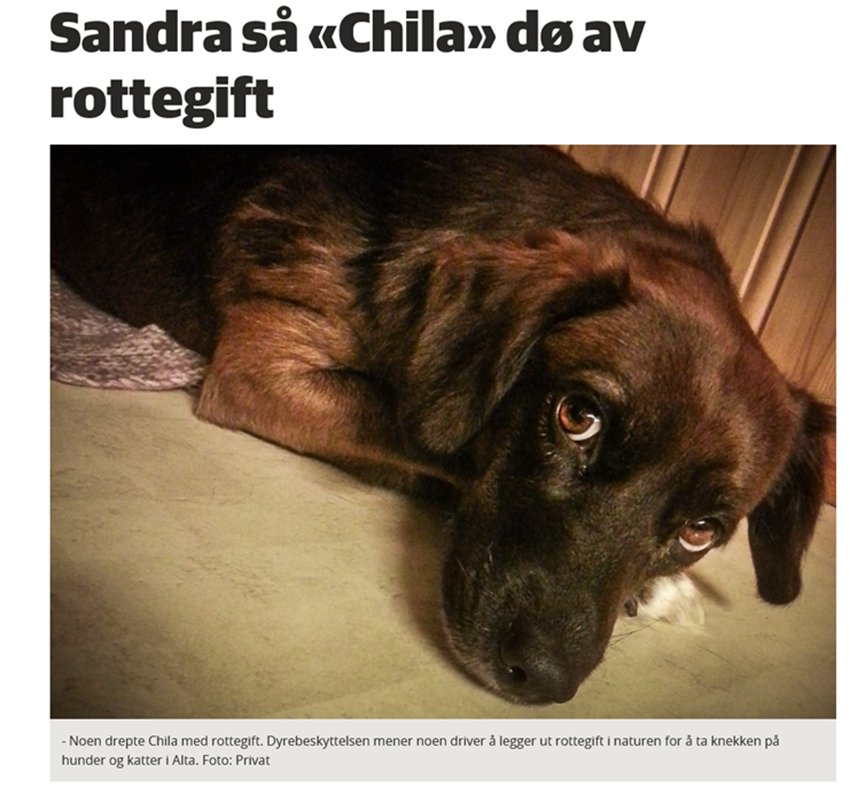 Sandra så «Chila» dø av
rottegift
- Noen drepte Chila med rottegift. Dyrebeskyttelsen mener noen driver å legger ut rottegift i naturen for å ta knekken på
hunder og katter i Alta. Foto: Privat